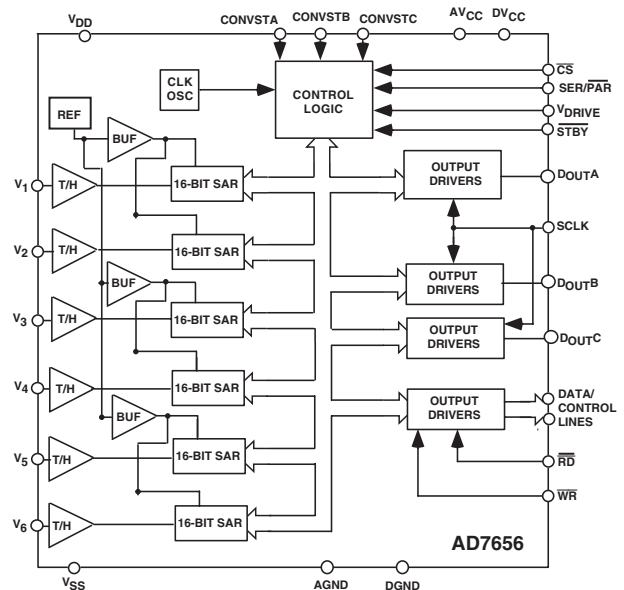 VDD
CONVSTA
CONVSTB
CONVSTC
AVCC
DVCC
CLK
OSC
CONTROL
LOGIC
CS
SER/PAR
VDRIVE
STBY
REF
BUF
OUTPUT
DRIVERS
DOUTA
V1
T/H
16-BIT SAR
SCLK
V2
T/H
16-BIT SAR
BUF
OUTPUT
DRIVERS
DOUTB
V3
T/H
16-BIT SAR
OUTPUT
DRIVERS
DOUTC
V4
T/H
16-BIT SAR
BUF
OUTPUT
DRIVERS
DATA/
CONTROL
LINES
V5
T/H
16-BIT SAR
RD
WR
V6
T/H
16-BIT SAR
AD7656
VSS
AGND
DGND